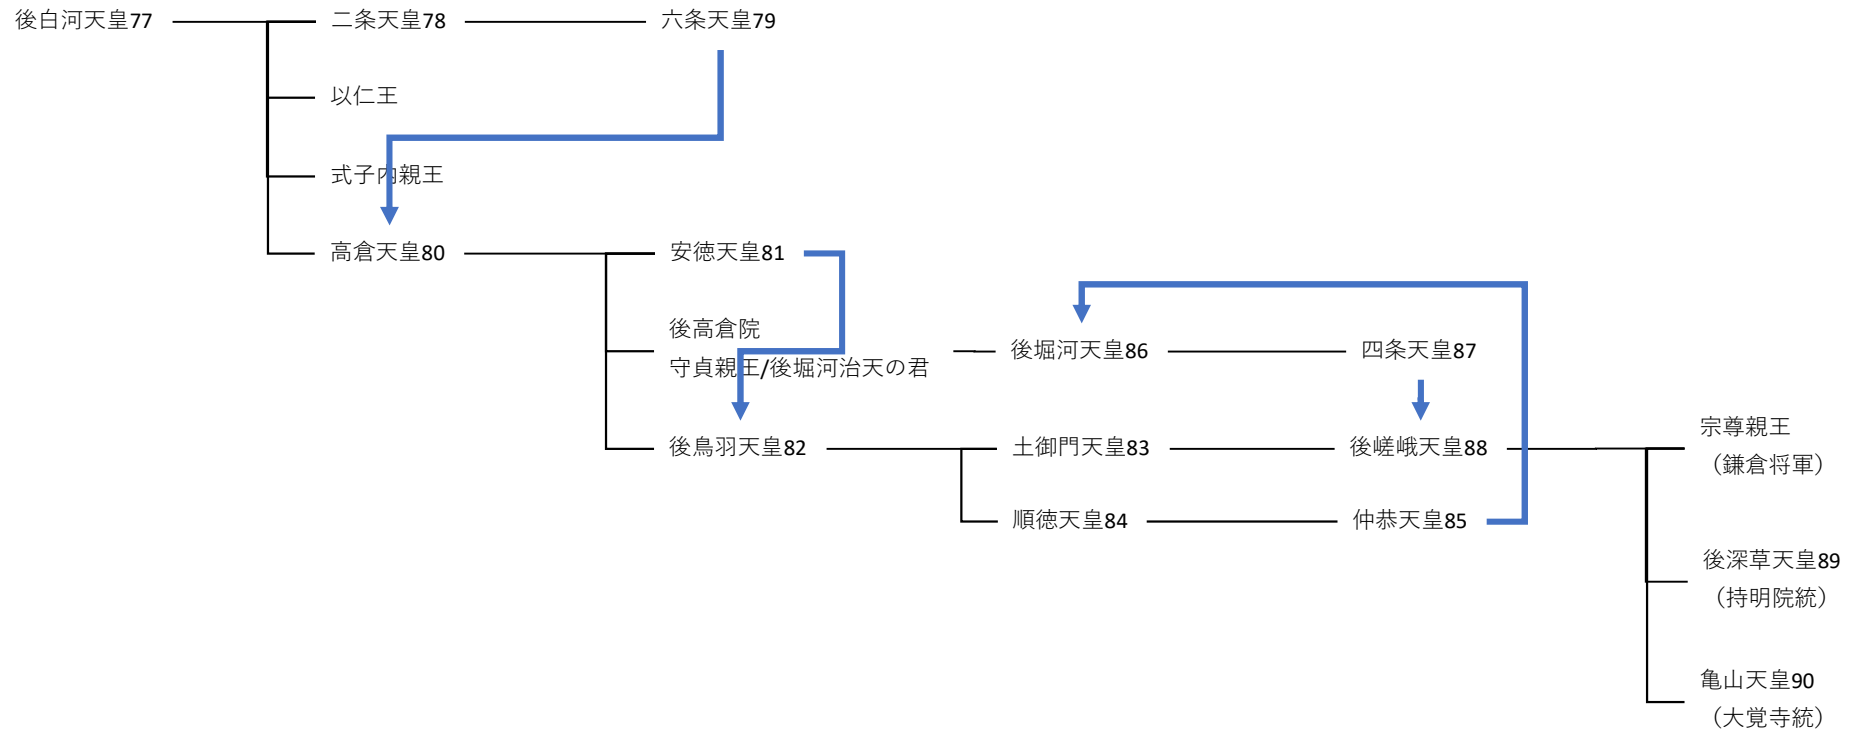 後白河天皇77
二条天皇78
六条天皇79
以仁王
式子内親王
高倉天皇80
安徳天皇81
後高倉院
守貞親王/後堀河治天の君
後堀河天皇86
四条天皇87
後鳥羽天皇82
土御門天皇83
後嵯峨天皇88
宗尊親王
（鎌倉将軍）
順徳天皇84
仲恭天皇85
後深草天皇89
（持明院統）
亀山天皇90
（大覚寺統）